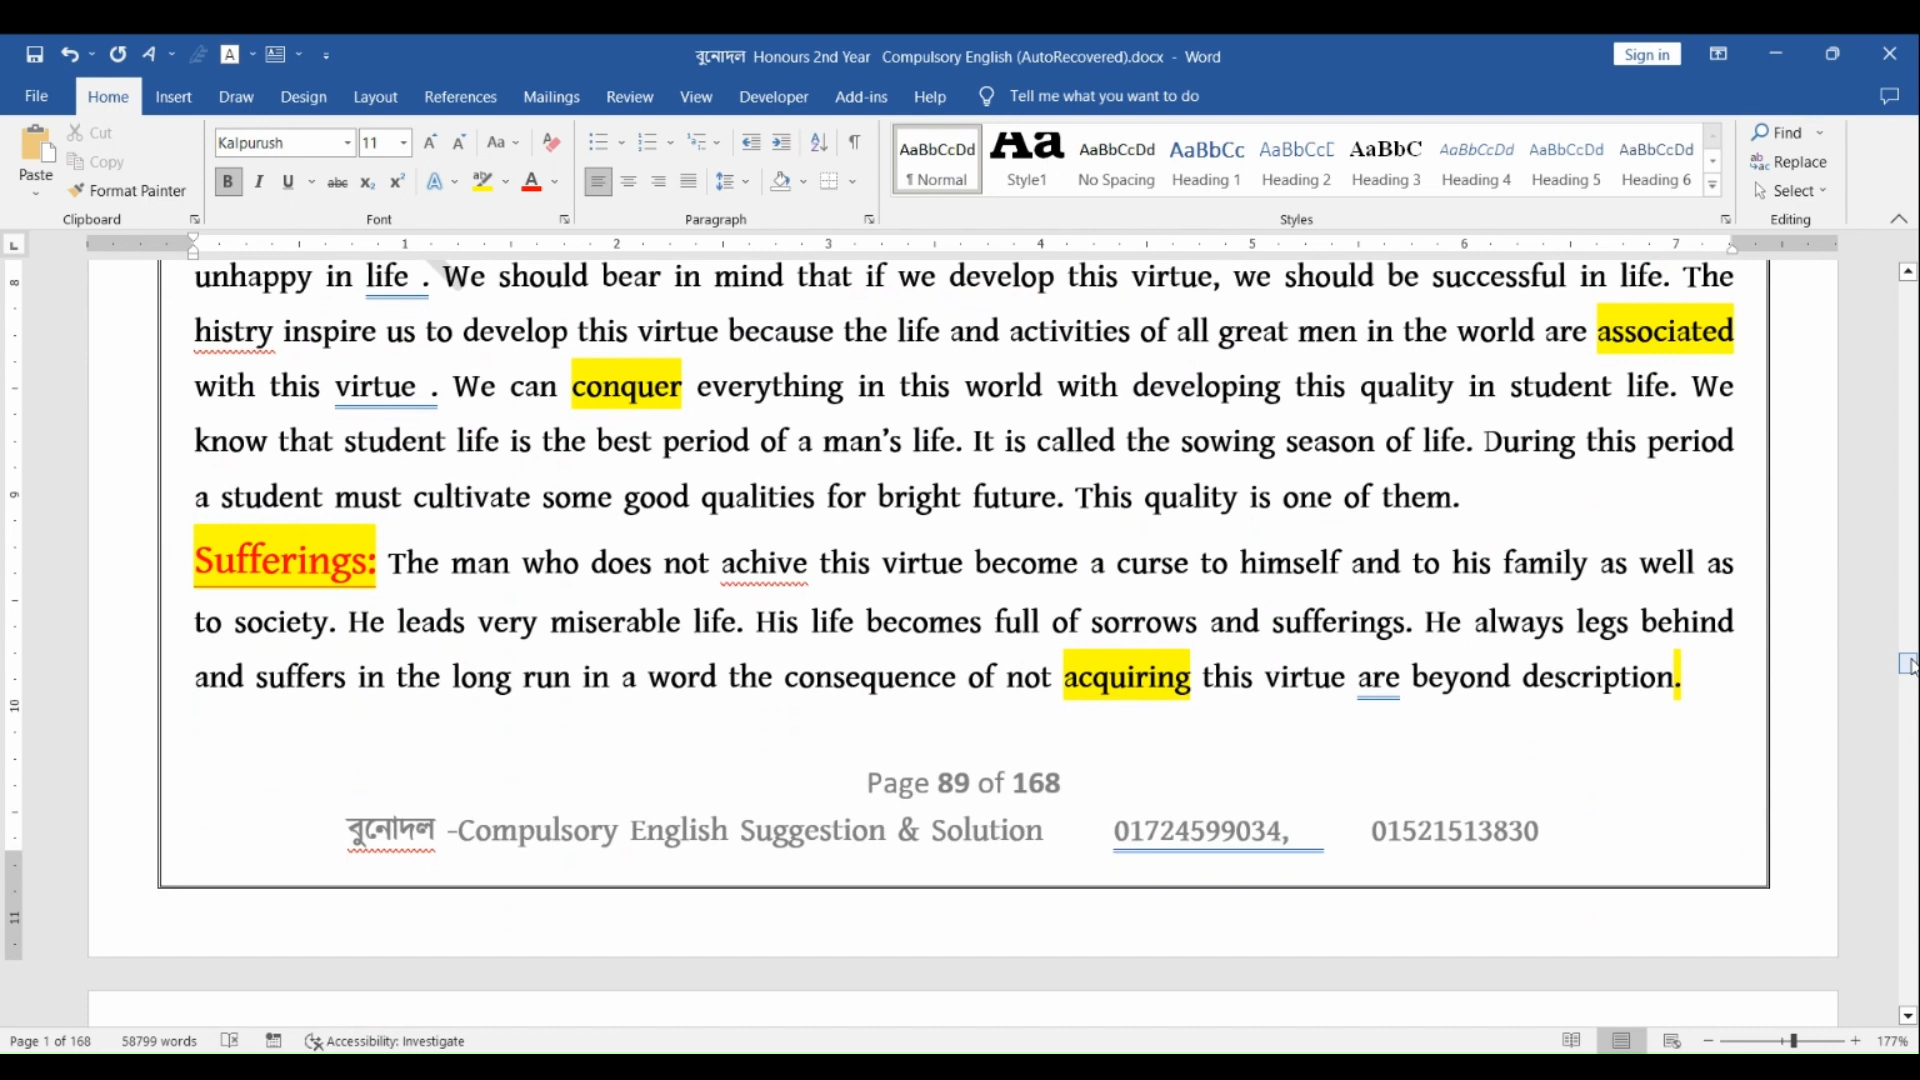 বুনোদল Honours 2nd Year Compulsory English (AutoRecovered).docx - Word
Sign in
File Home Insert Draw Design Layout References Mailings Review View Developer Add-ins Help Tell me what you want to do
Paste
Cut
Copy
Format Painter
Clipboard
Kalpurush 11
Font
Paragraph
AaBbCcDd Aa AaBbCcDd AaBbCc AaBbCcD AaBbC AaBbCcDd AaBbCcDd AaBbCcDd
¶ Normal Style1 No Spacing Heading 1 Heading 2 Heading 3 Heading 4 Heading 5 Heading 6
Styles
Find
Replace
Select
Editing
1 2 3 4 5 6 7
8
9
10
11
unhappy in life . We should bear in mind that if we develop this virtue, we should be successful in life. The
histry inspire us to develop this virtue because the life and activities of all great men in the world are associated
with this virtue . We can conquer everything in this world with developing this quality in student life. We
know that student life is the best period of a man’s life. It is called the sowing season of life. During this period
a student must cultivate some good qualities for bright future. This quality is one of them.
Sufferings: The man who does not achive this virtue become a curse to himself and to his family as well as
to society. He leads very miserable life. His life becomes full of sorrows and sufferings. He always legs behind
and suffers in the long run in a word the consequence of not acquiring this virtue are beyond description.
Page 89 of 168
বুনোদল -Compulsory English Suggestion & Solution 01724599034, 01521513830
Page 1 of 168 58799 words Accessibility: Investigate 177%